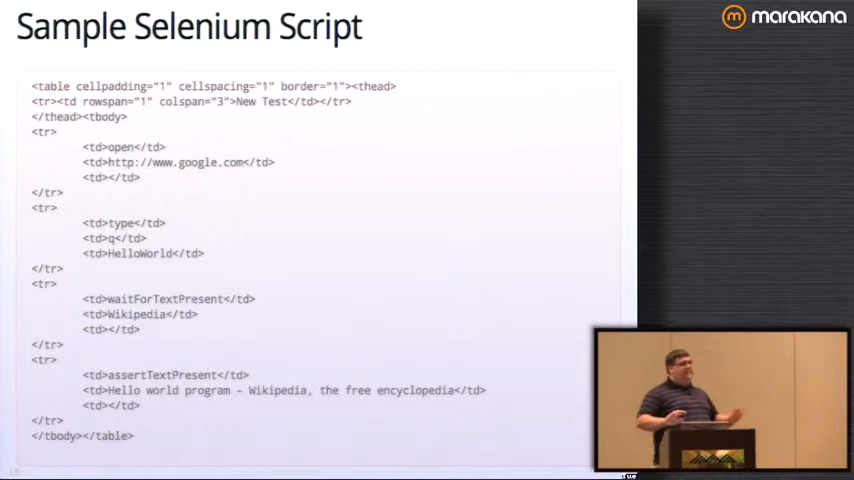 Sample Selenium Script
marakana
<table cellpadding="1" cellspacing="1" border="1"><thead>
<tr><td rowspan="1" colspan="3">New Test</td></tr>
</thead><tbody>
<tr>
<td>open</td>
<td>http://www.google.com</td>
<td></td>
</tr>
<tr>
<td>type</td>
<td>q</td>
<td>HelloWorld</td>
</tr>
<tr>
<td>waitForTextPresent</td>
<td>Wikipedia</td>
<td></td>
</tr>
<tr>
<td>assertTextPresent</td>
<td>Hello world program - Wikipedia, the free encyclopedia</td>
<td></td>
</tr>
</tbody></table>